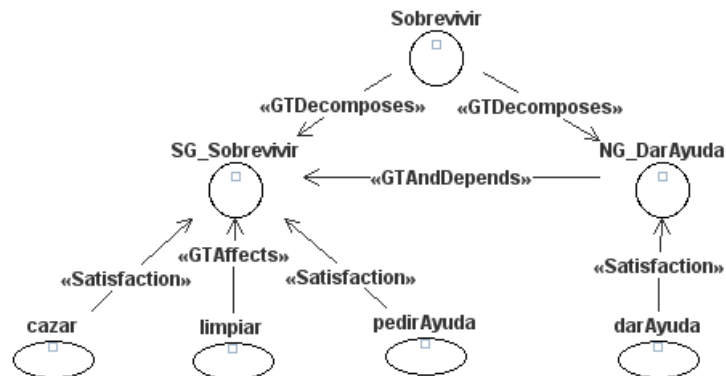 Sobrevivir
«GTDecomposes»
«GTDecomposes»
SG_Sobrevivir
NG_DarAyuda
«GTAndDepends»
«Satisfaction»
«GTAffects»
«Satisfaction»
«Satisfaction»
cazar
limpiar
pedirAyuda
darAyuda